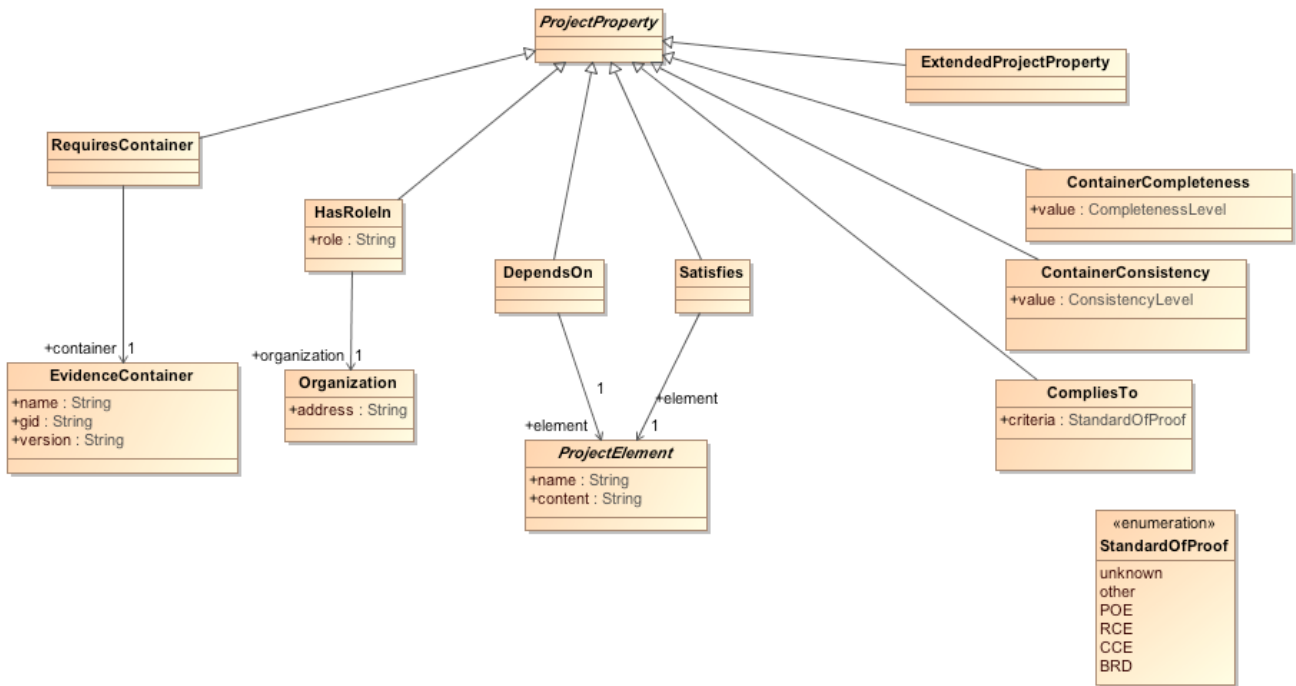 ProjectProperty
ExtendedProjectProperty
RequiresContainer
ContainerCompleteness
+value : CompletenessLevel
HasRoleIn
+role : String
DependsOn
Satisfies
ContainerConsistency
+value : ConsistencyLevel
+container 1
+organization 1
EvidenceContainer
+name : String
+gid : String
+version : String
Organization
+address : String
1
+element
+element
1
CompliesTo
+criteria : StandardOfProof
ProjectElement
+name : String
+content : String
«enumeration»
StandardOfProof
unknown
other
POE
RCE
CCE
BRD